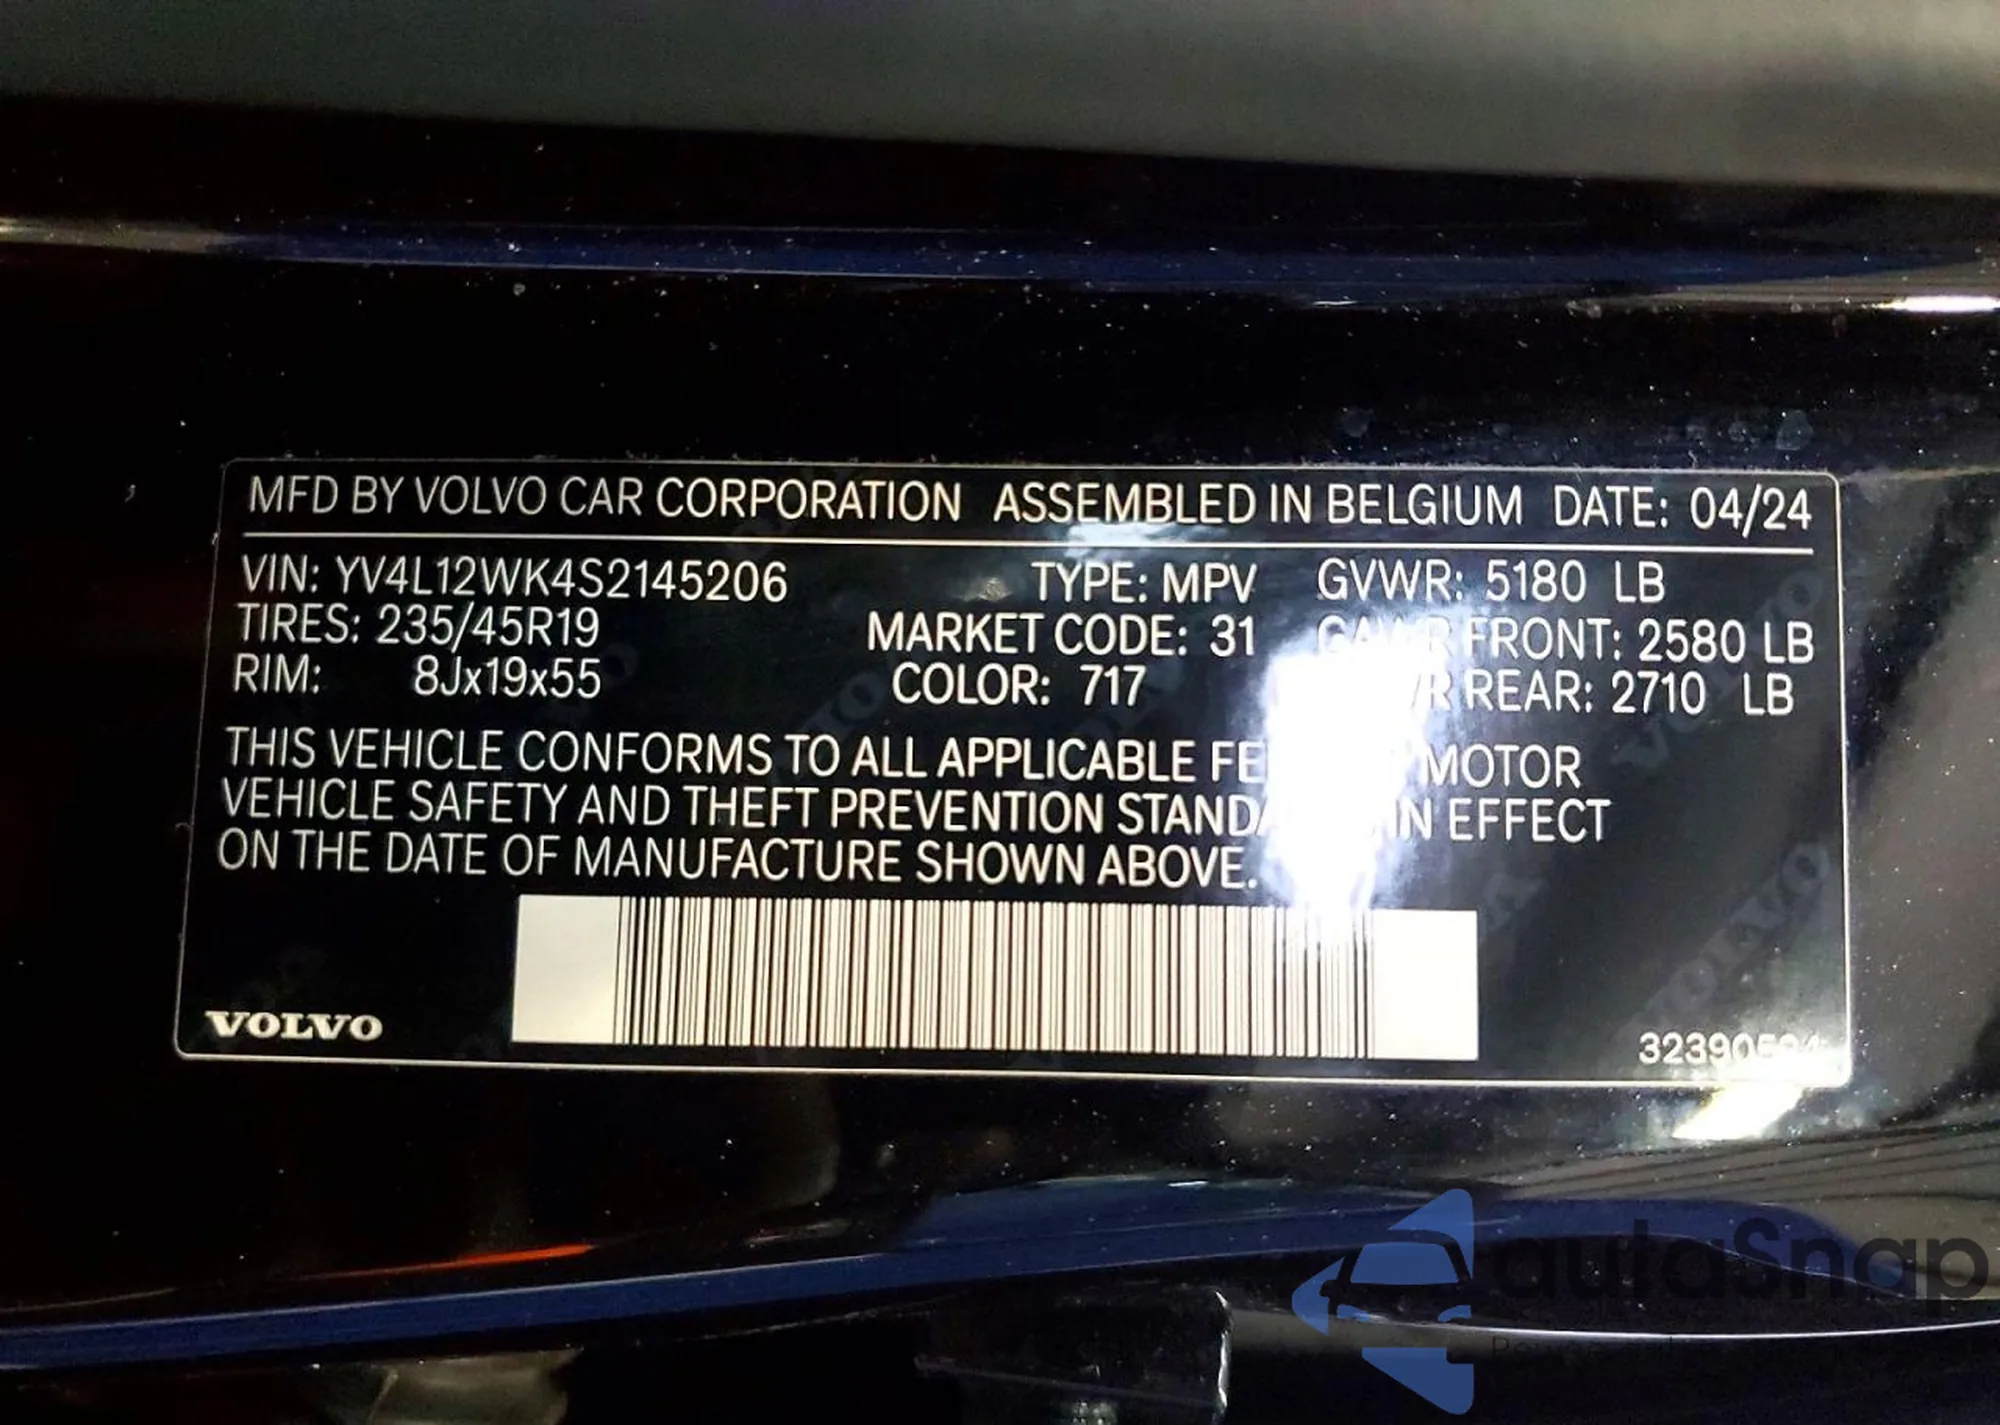 MFD BY VOLVO CAR CORPORATION ASSEMBLED IN BELGIUM DATE: 04/24
VIN: YV4L12WK4S2145206 TYPE: MPV GVWR: 5180 LB
TIRES: 235/45R19 MARKET CODE: 31 GAWR FRONT: 2580 LB
RIM: 8Jx19x55 COLOR: 717 REAR: 2710 LB
THIS VEHICLE CONFORMS TO ALL APPLICABLE MOTOR
VEHICLE SAFETY AND THEFT PREVENTION IN EFFECT
ON THE DATE OF MANUFACTURE SHOWN ABOVE.
VOLVO
autaSnap